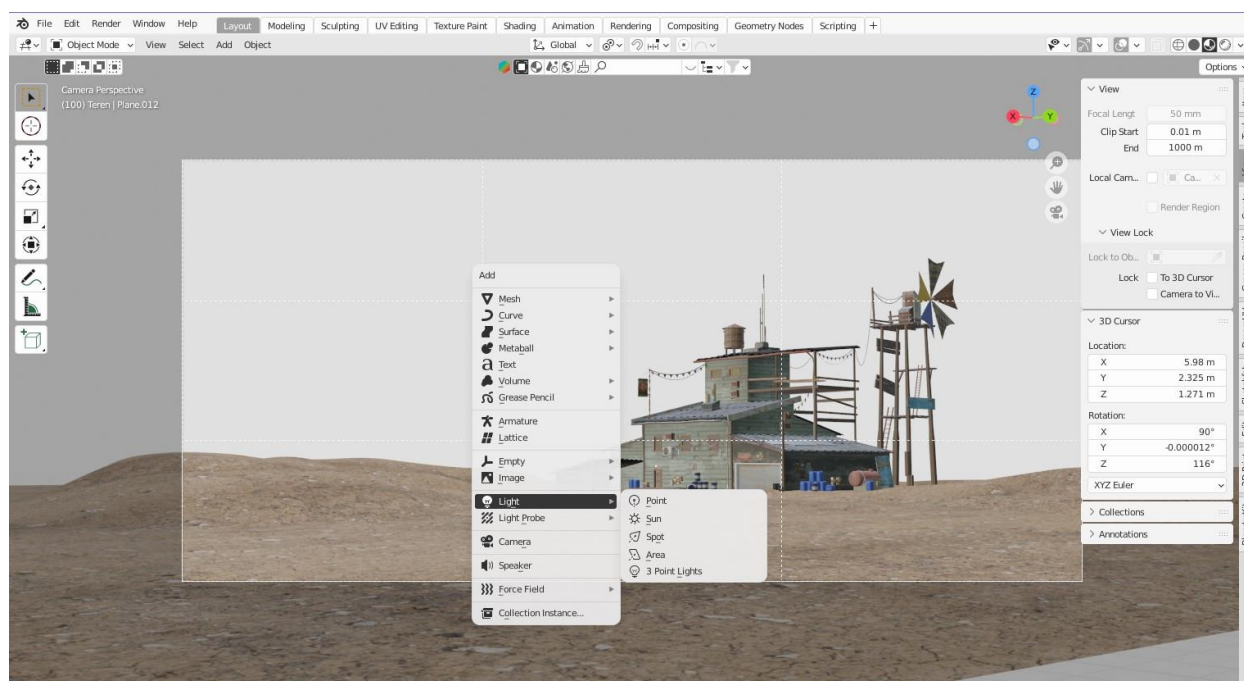 File Edit Render Window Help Layout Modeling Sculpting UV Editing Texture Paint Shading Animation Rendering Compositing Geometry Nodes Scripting +
Object Mode View Select Add Object Global
Options
Camera Perspective
(100) Teren | Plane.012
Z
X
Y
View
Focal Lengt 50 mm
Clip Start 0.01 m
End 1000 m
Local Cam... Ca...
Render Region
View Lock
Lock to Ob...
Lock To 3D Cursor
Camera to Vi...
3D Cursor
Location:
X 5.98 m
Y 2.325 m
Z 1.271 m
Rotation:
X 90°
Y -0.000012°
Z 116°
XYZ Euler
Collections
Annotations
Add
Mesh
Curve
Surface
Metaball
Text
Volume
Grease Pencil
Armature
Lattice
Empty
Image
Light
Light Probe
Camera
Speaker
Force Field
Collection Instance...
Point
Sun
Spot
Area
3 Point Lights